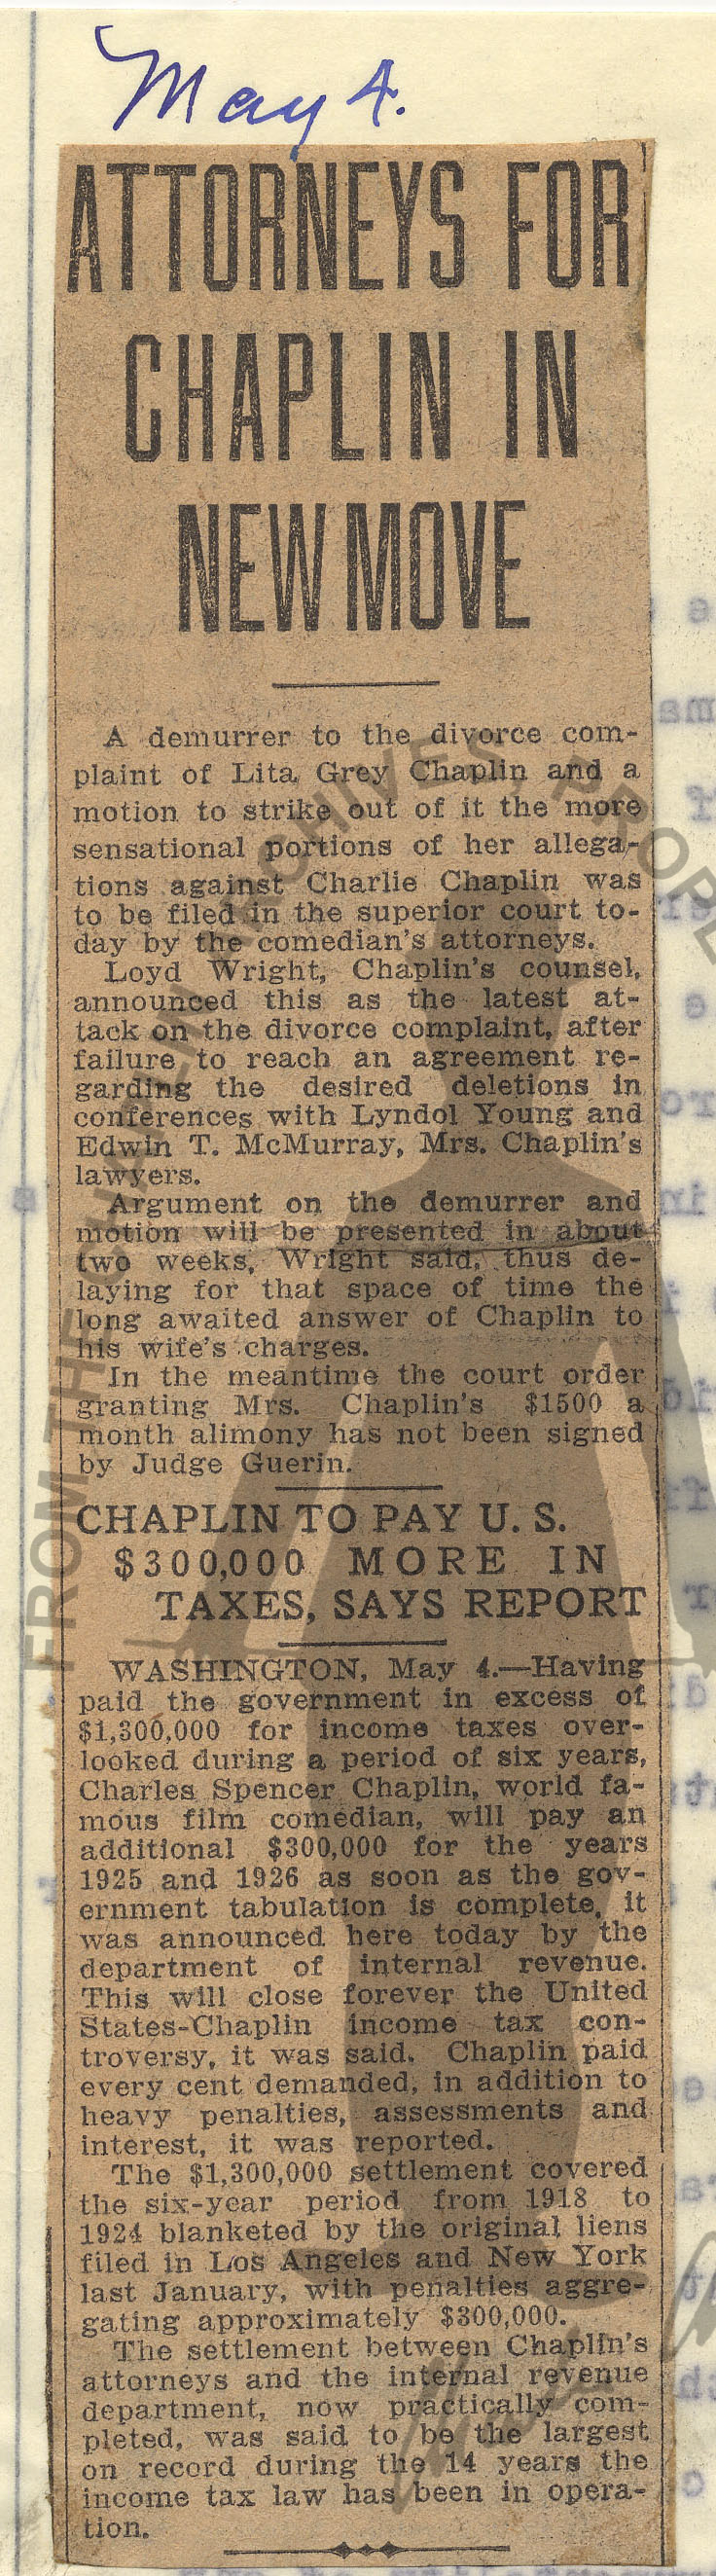 May 4.
ATTORNEYS FOR
CHAPLIN IN
NEW MOVE
A demurrer to the divorce com-
plaint of Lita Grey Chaplin and a
motion to strike out of it the more
sensational portions of her allega-
tions against Charlie Chaplin was
to be filed in the superior court to-
day by the comedian's attorneys.
Loyd Wright, Chaplin's counsel,
announced this as the latest at-
tack on the divorce complaint, after
failure to reach an agreement re-
garding the desired deletions in
conferences with Lyndol Young and
Edwin T. McMurray, Mrs. Chaplin's
lawyers.
Argument on the demurrer and
motion will be presented in about
two weeks, Wright said, thus de-
laying for that space of time the
long awaited answer of Chaplin to
his wife's charges.
In the meantime the court order
granting Mrs. Chaplin's $1500 a
month alimony has not been signed
by Judge Guerin.
CHAPLIN TO PAY U. S.
$300,000 MORE IN
TAXES, SAYS REPORT
WASHINGTON, May 4.—Having
paid the government in excess of
$1,300,000 for income taxes over-
looked during a period of six years,
Charles Spencer Chaplin, world fa-
mous film comedian, will pay an
additional $300,000 for the years
1925 and 1926 as soon as the gov-
ernment tabulation is complete, it
was announced here today by the
department of internal revenue.
This will close forever the United
States-Chaplin income tax con-
troversy, it was said. Chaplin paid
every cent demanded, in addition to
heavy penalties, assessments and
interest, it was reported.
The $1,300,000 settlement covered
the six-year period from 1918 to
1924 blanketed by the original liens
filed in Los Angeles and New York
last January, with penalties aggre-
gating approximately $300,000.
The settlement between Chaplin's
attorneys and the internal revenue
department, now practically com-
pleted, was said to be the largest
on record during the 14 years the
income tax law has been in opera-
tion.
FROM THE CHAPLIN ARCHIVES